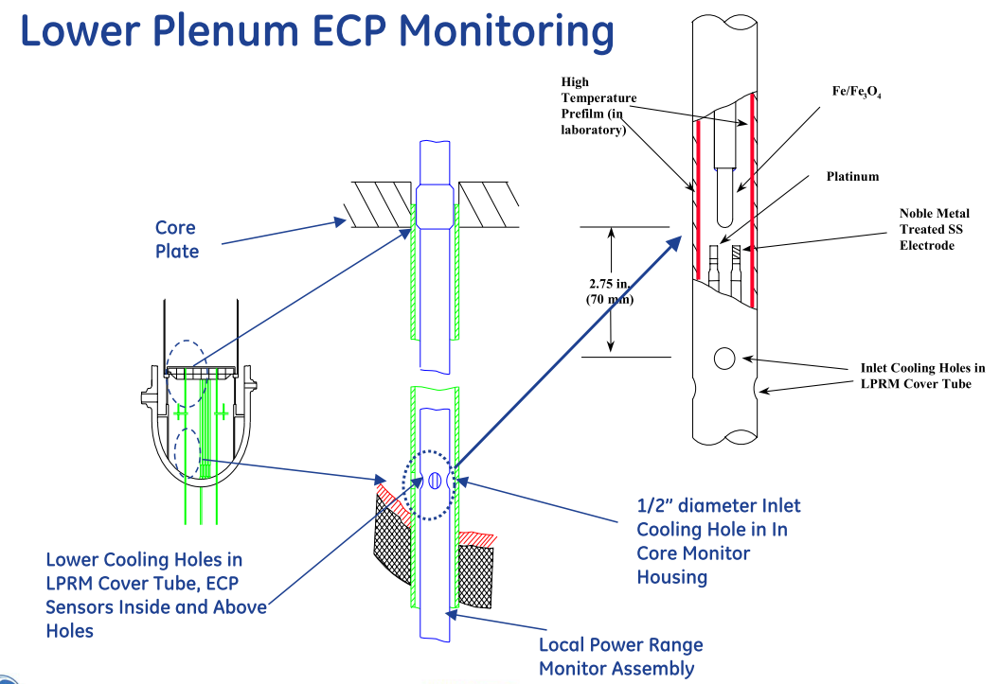 Lower Plenum ECP Monitoring
High
Temperature
Prefilm (in
laboratory)
Fe/Fe3O4
Platinum
Noble Metal
Treated SS
Electrode
Core
Plate
2.75 in.
(70 mm)
Inlet Cooling Holes in
LPRM Cover Tube
1/2” diameter Inlet
Cooling Hole in In
Core Monitor
Housing
Lower Cooling Holes in
LPRM Cover Tube, ECP
Sensors Inside and Above
Holes
Local Power Range
Monitor Assembly